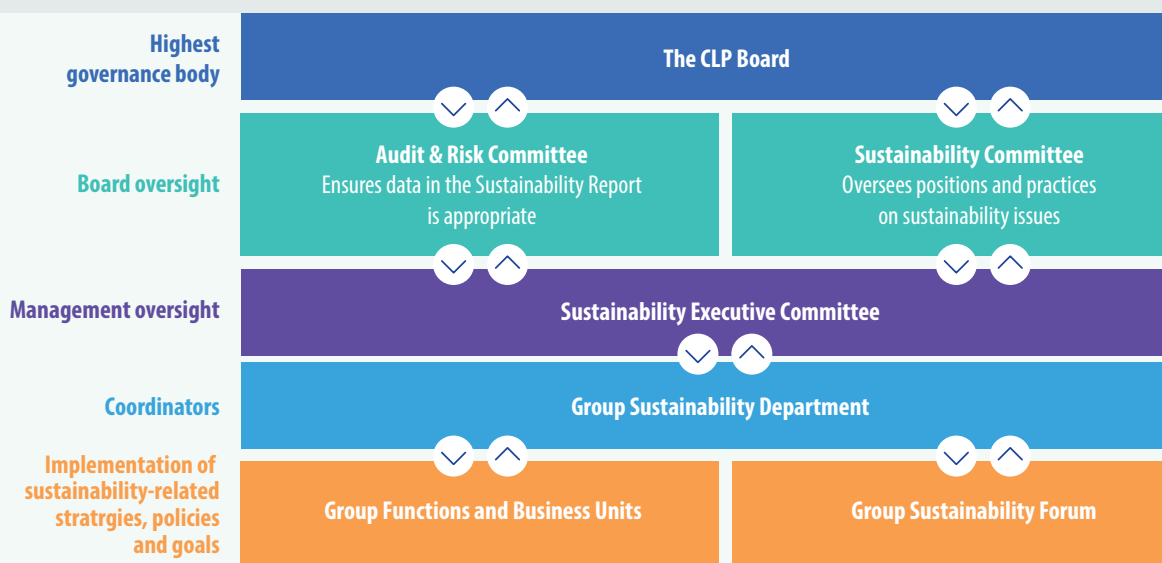 Highest
governance body
The CLP Board
Board oversight
Audit & Risk Committee
Ensures data in the Sustainability Report
is appropriate
Sustainability Committee
Oversees positions and practices
on sustainability issues
Management oversight
Sustainability Executive Committee
Coordinators
Group Sustainability Department
Implementation of
sustainability-related
stratrgies, policies
and goals
Group Functions and Business Units
Group Sustainability Forum